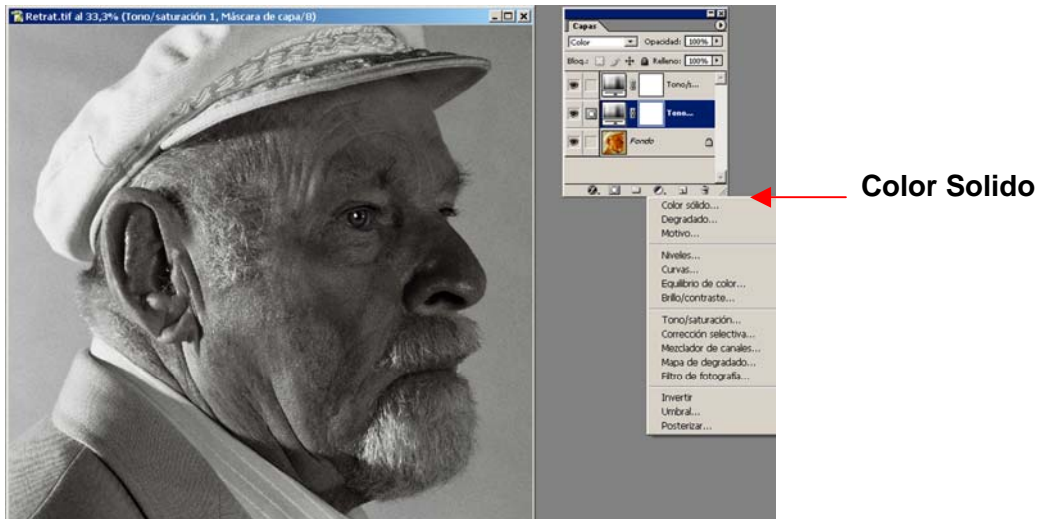 Retrat.tif al 33,3% (Tono/saturación 1, Máscara de capa/8)
Capas
Color Opacidad: 100%
Bloq.: Relleno: 100%
Tono/s...
Tono...
Fondo
Color Solido
Color sólido...
Degradado...
Motivo...
Niveles...
Curvas...
Equilibrio de color...
Brillo/contraste...
Tono/saturación...
Corrección selectiva...
Mezclador de canales...
Mapa de degradado...
Filtro de fotografía...
Invertir
Umbral...
Posterizar...